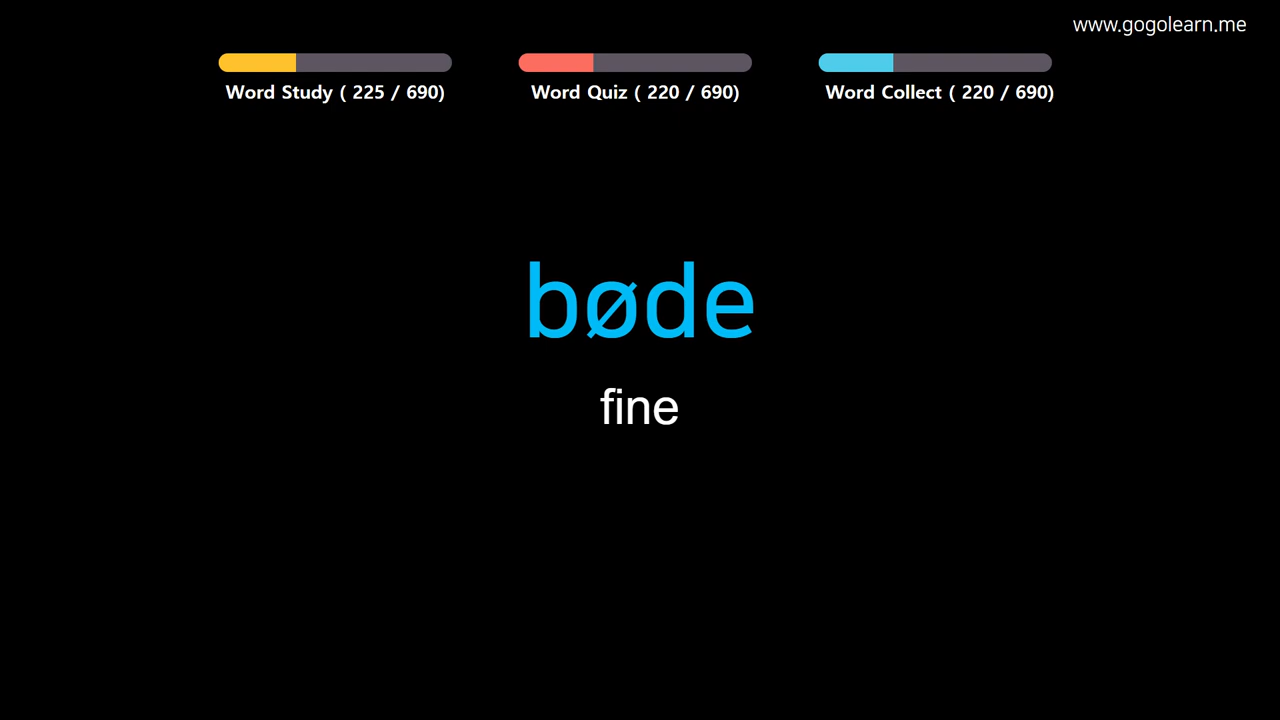 www.gogolearn.me
Word Study ( 225 / 690)
Word Quiz ( 220 / 690)
Word Collect ( 220 / 690)
bøde
fine